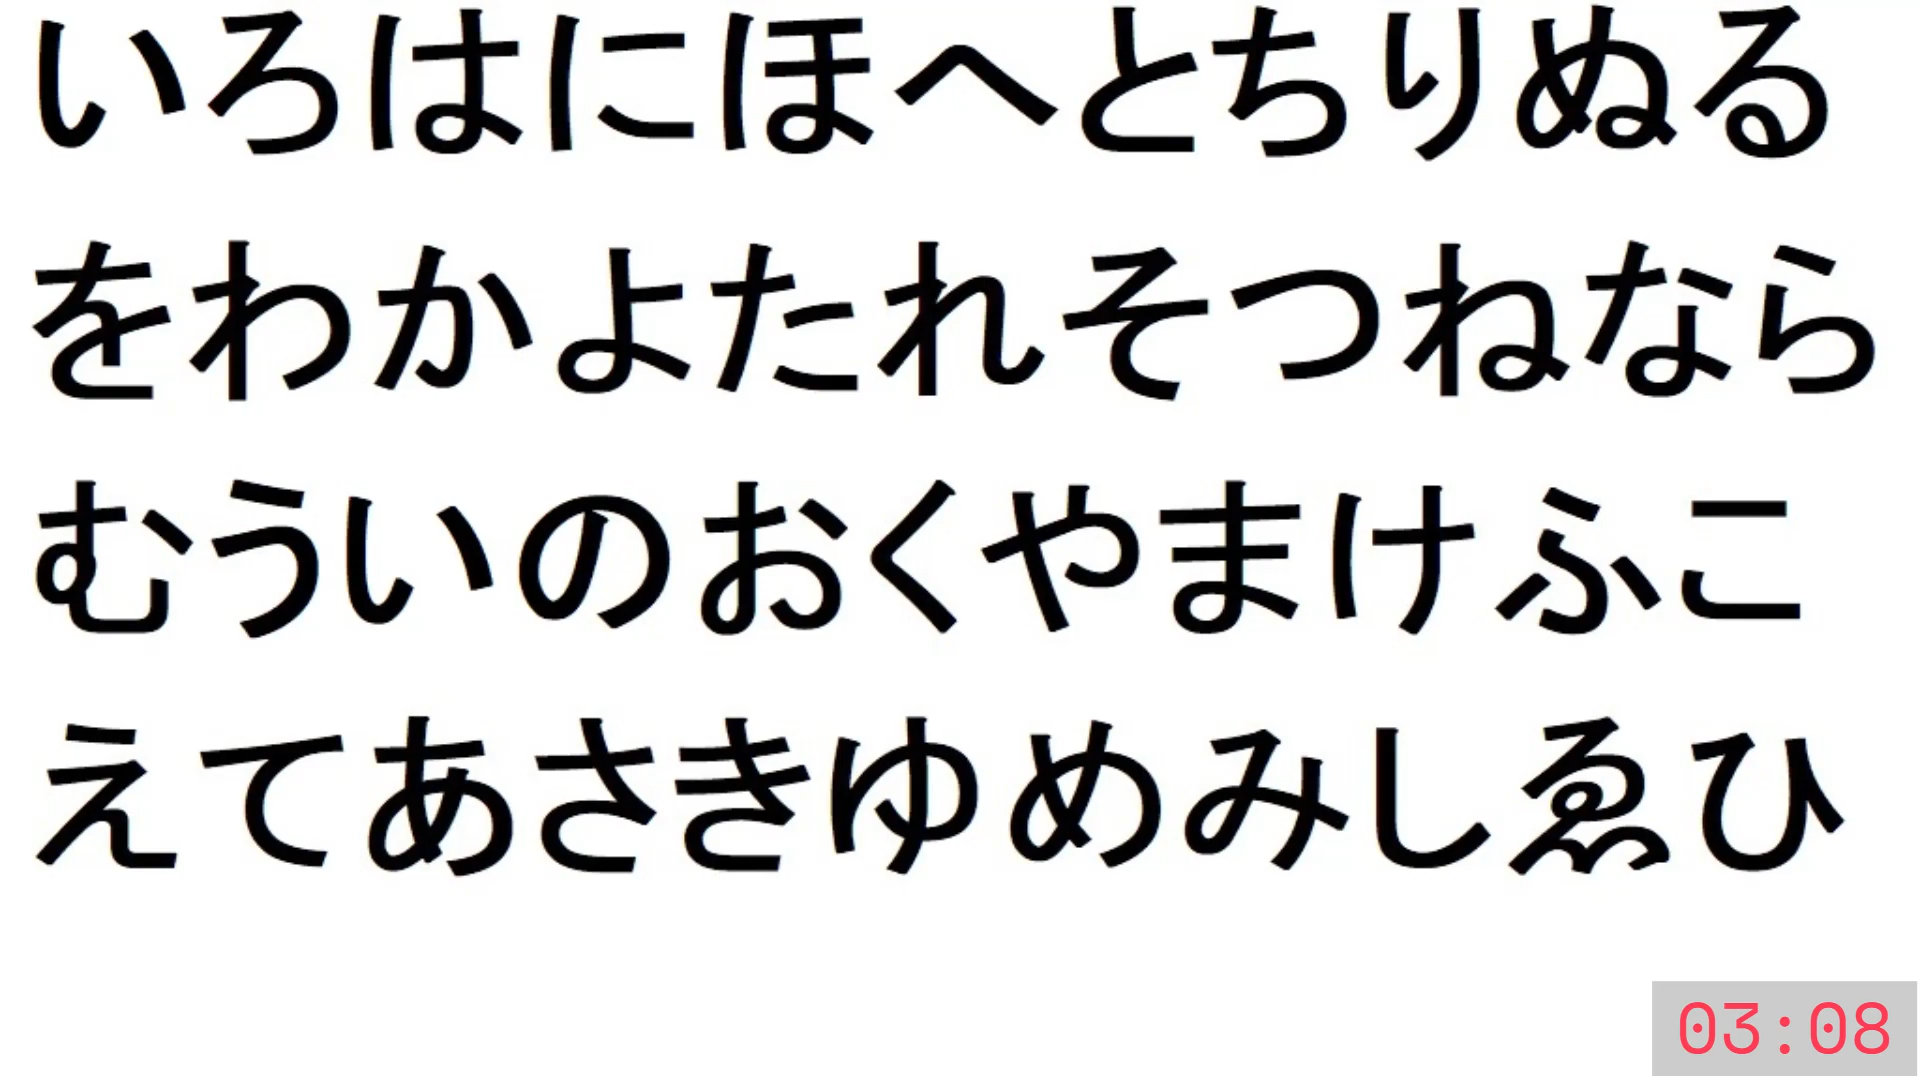 いろはにほへとちりぬる
をわかよたれそつねなら
むういのおくやまけふこ
えてあさきゆめみしゑひ
03:08